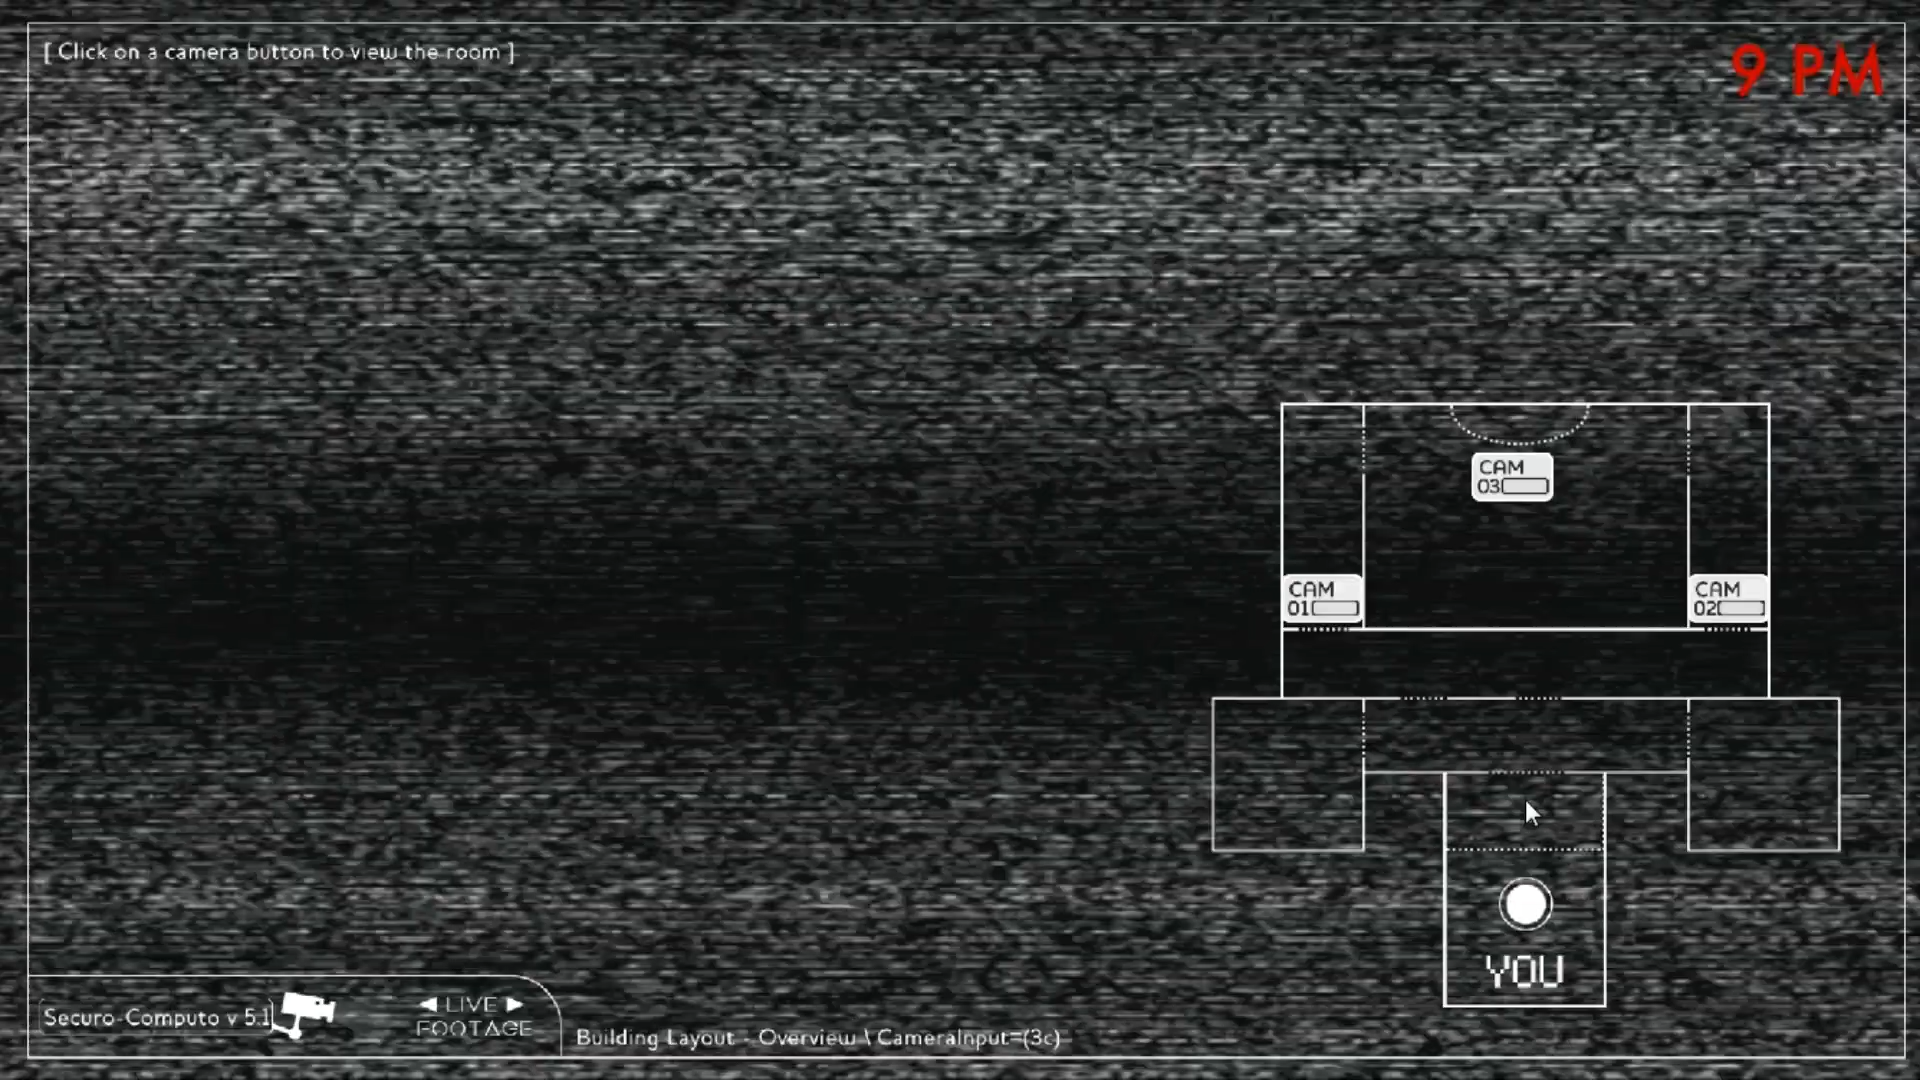 [ Click on a camera button to view the room ]
9 PM
CAM
03
CAM
01
CAM
02
YOU
Securo-Computo v 5.1
◀ LIVE ▶
FOOTAGE
Building Layout - Overview \ CameraInput=(3c)